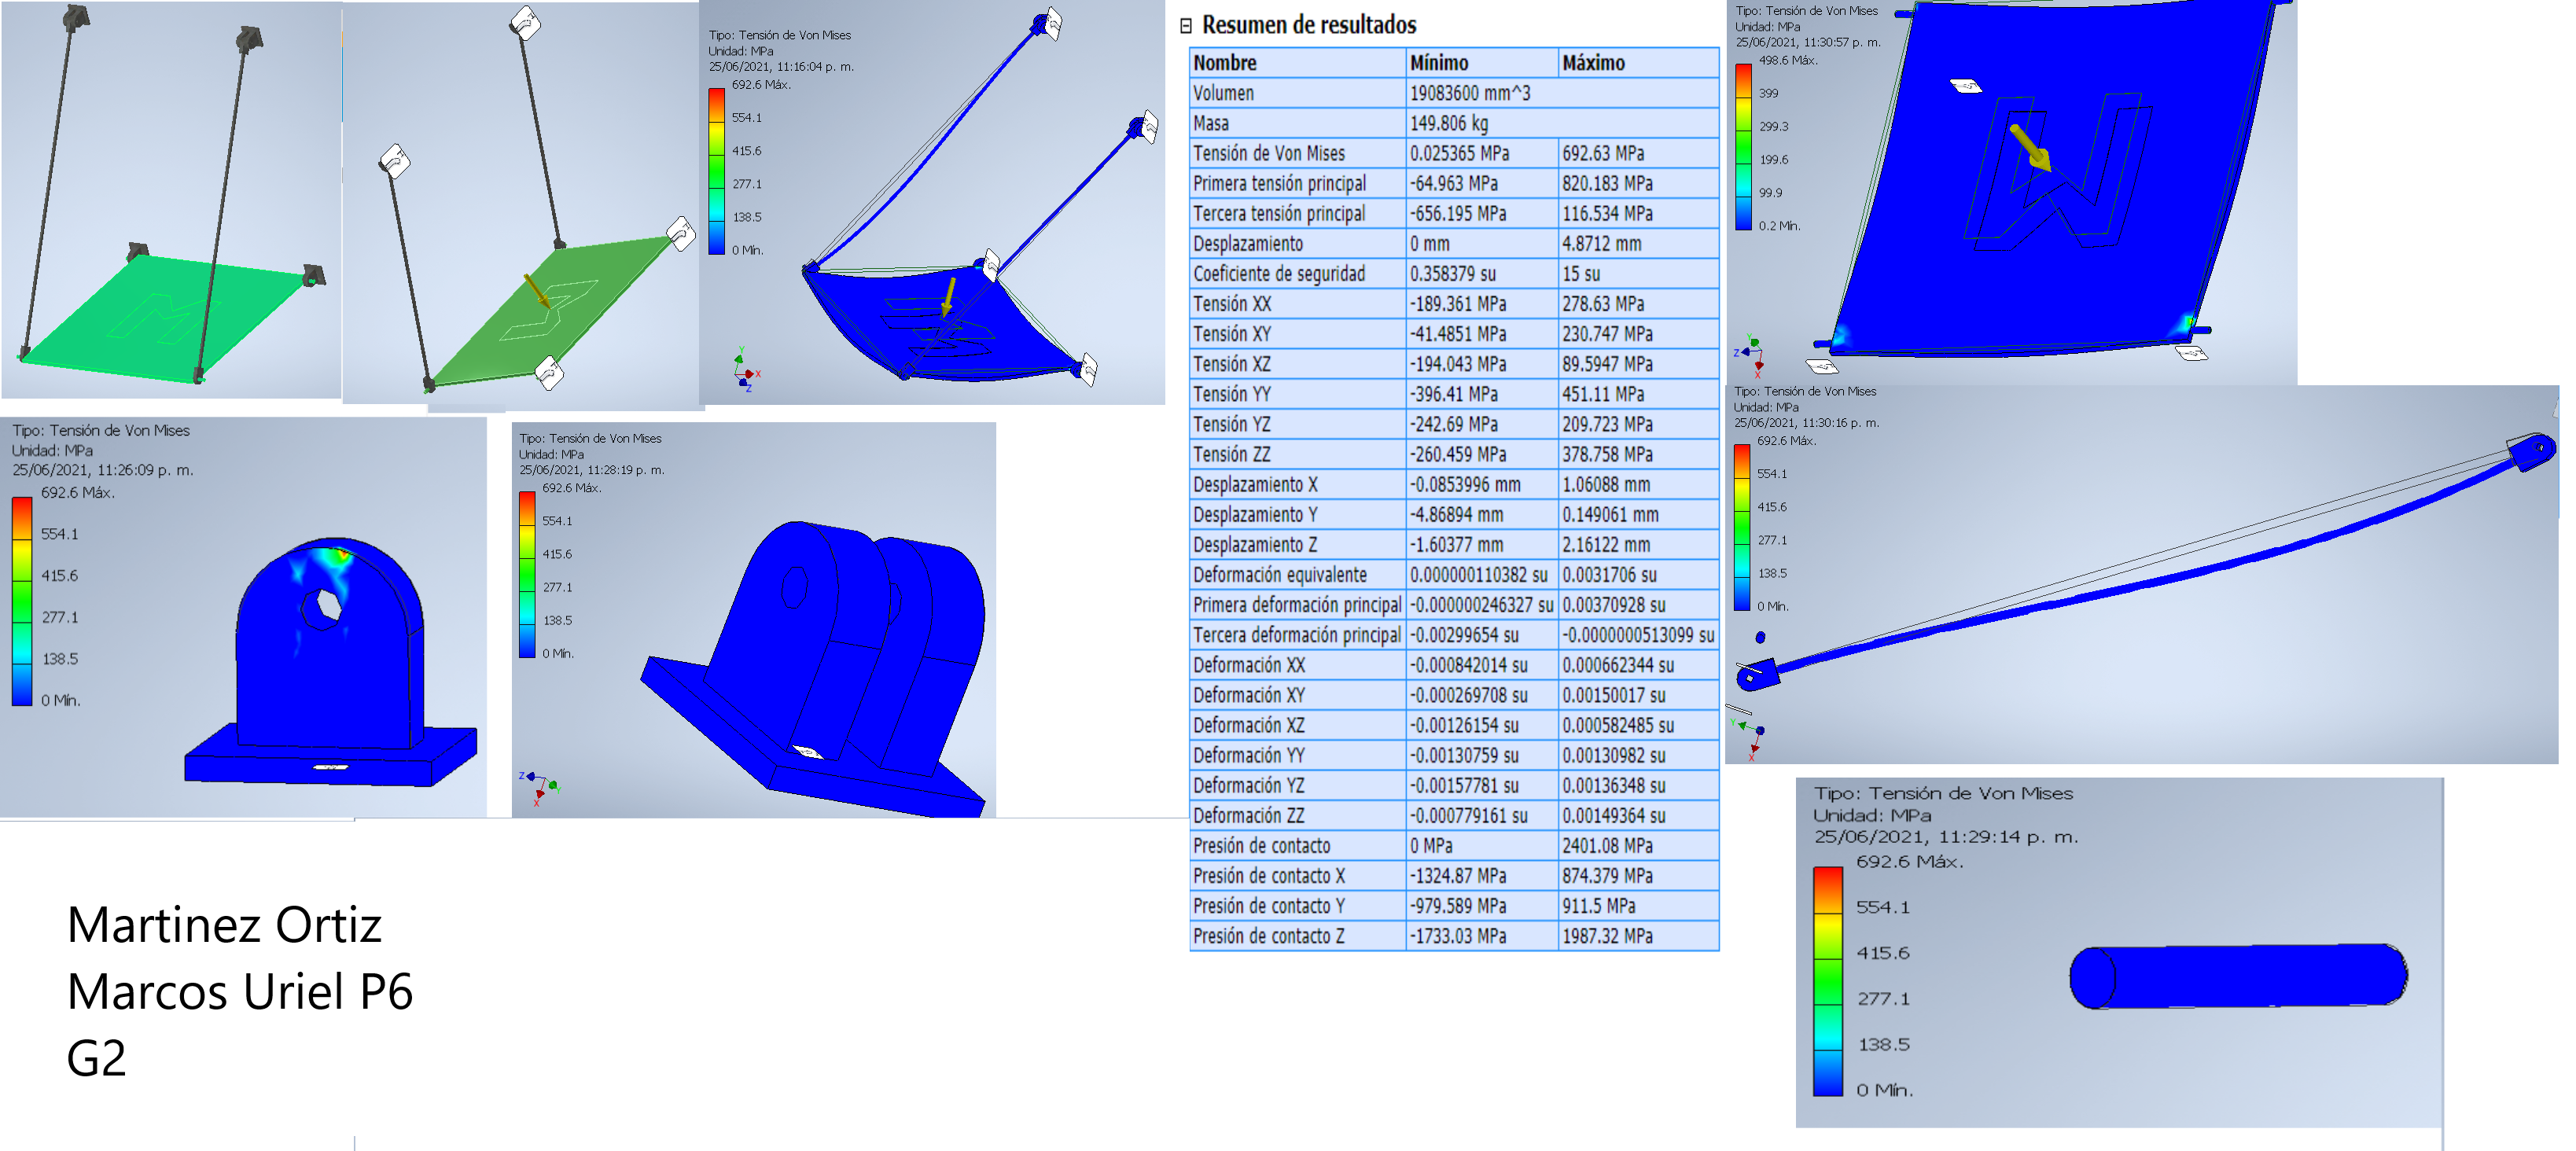 Tipo: Tensión de Von Mises
Unidad: MPa
25/06/2021, 11:16:04 p. m.
692.6 Máx.
554.1
415.6
277.1
138.5
0 Mín.
Resumen de resultados
Nombre Mínimo Máximo
Volumen 19083600 mm^3
Masa 149.806 kg
Tensión de Von Mises 0.025365 MPa 692.63 MPa
Primera tensión principal -64.963 MPa 820.183 MPa
Tercera tensión principal -656.195 MPa 116.534 MPa
Desplazamiento 0 mm 4.8712 mm
Coeficiente de seguridad 0.358379 su 15 su
Tensión XX -189.361 MPa 278.63 MPa
Tensión XY -41.4851 MPa 230.747 MPa
Tensión XZ -194.043 MPa 89.5947 MPa
Tensión YY -396.41 MPa 451.11 MPa
Tensión YZ -242.69 MPa 209.723 MPa
Tensión ZZ -260.459 MPa 378.758 MPa
Desplazamiento X -0.0853996 mm 1.06088 mm
Desplazamiento Y -4.86894 mm 0.149061 mm
Desplazamiento Z -1.60377 mm 2.16122 mm
Deformación equivalente 0.000000110382 su 0.0031706 su
Primera deformación principal -0.000000246327 su 0.00370928 su
Tercera deformación principal -0.00299654 su -0.0000000513099 su
Deformación XX -0.000842014 su 0.000662344 su
Deformación XY -0.000269708 su 0.00150017 su
Deformación XZ -0.00126154 su 0.000582485 su
Deformación YY -0.00130759 su 0.00130982 su
Deformación YZ -0.00157781 su 0.00136348 su
Deformación ZZ -0.000779161 su 0.00149364 su
Presión de contacto 0 MPa 2401.08 MPa
Presión de contacto X -1324.87 MPa 874.379 MPa
Presión de contacto Y -979.589 MPa 911.5 MPa
Presión de contacto Z -1733.03 MPa 1987.32 MPa
Tipo: Tensión de Von Mises
Unidad: MPa
25/06/2021, 11:30:57 p. m.
498.6 Máx.
399
299.3
199.6
99.9
0.2 Mín.
Y
Z
X
Tipo: Tensión de Von Mises
Unidad: MPa
25/06/2021, 11:26:09 p. m.
692.6 Máx.
554.1
415.6
277.1
138.5
0 Mín.
Tipo: Tensión de Von Mises
Unidad: MPa
25/06/2021, 11:28:19 p. m.
692.6 Máx.
554.1
415.6
277.1
138.5
0 Mín.
Z
Y
X
Tipo: Tensión de Von Mises
Unidad: MPa
25/06/2021, 11:30:16 p. m.
692.6 Máx.
554.1
415.6
277.1
138.5
0 Mín.
Y
X
Tipo: Tensión de Von Mises
Unidad: MPa
25/06/2021, 11:29:14 p. m.
692.6 Máx.
554.1
415.6
277.1
138.5
0 Mín.
Martinez Ortiz
Marcos Uriel P6
G2